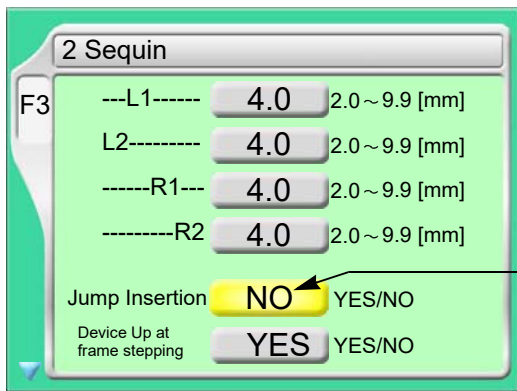 2 Sequin
F3
---L1------ 4.0 2.0～9.9 [mm]
L2--------- 4.0 2.0～9.9 [mm]
------R1--- 4.0 2.0～9.9 [mm]
---------R2 4.0 2.0～9.9 [mm]
Jump Insertion NO YES/NO
Device Up at
frame stepping YES YES/NO